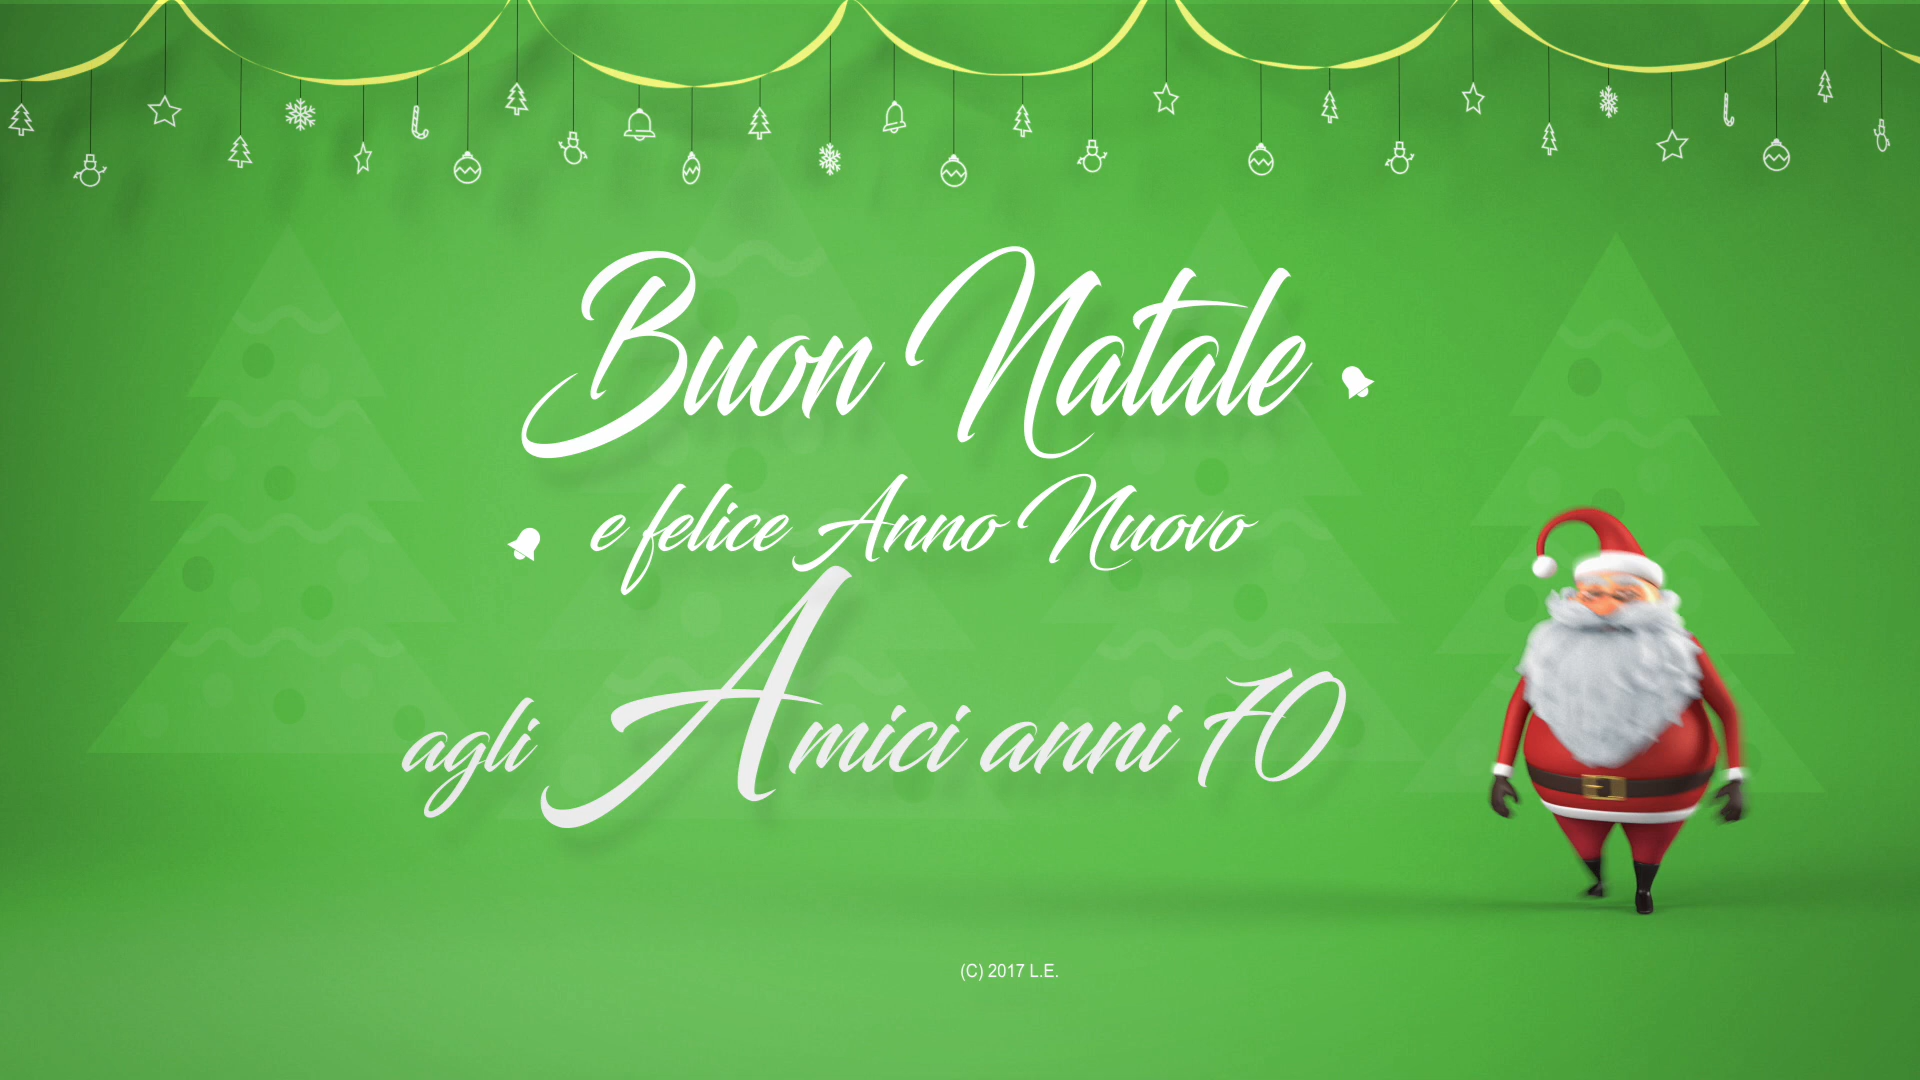 Buon Natale
e felice Anno Nuovo
agli Amici anni 70
(C) 2017 L.E.